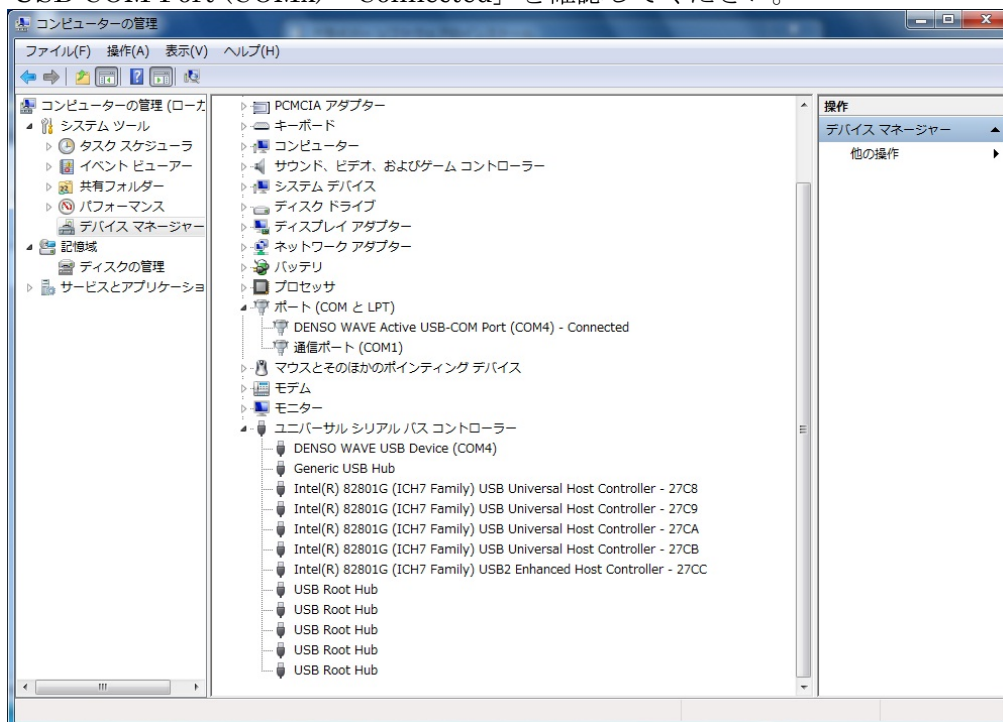 USB-COM Port (COMx) - Connected」を確認してください。
コンピューターの管理
ファイル(F) 操作(A) 表示(V) ヘルプ(H)
コンピューターの管理 (ローカ
システム ツール
タスク スケジューラ
イベント ビューアー
共有フォルダー
パフォーマンス
デバイス マネージャー
記憶域
ディスクの管理
サービスとアプリケーショ
PCMCIA アダプター
キーボード
コンピューター
サウンド、ビデオ、およびゲーム コントローラー
システム デバイス
ディスク ドライブ
ディスプレイ アダプター
ネットワーク アダプター
バッテリ
プロセッサ
ポート (COM と LPT)
DENSO WAVE Active USB-COM Port (COM4) - Connected
通信ポート (COM1)
マウスとそのほかのポインティング デバイス
モデム
モニター
ユニバーサル シリアル バス コントローラー
DENSO WAVE USB Device (COM4)
Generic USB Hub
Intel(R) 82801G (ICH7 Family) USB Universal Host Controller - 27C8
Intel(R) 82801G (ICH7 Family) USB Universal Host Controller - 27C9
Intel(R) 82801G (ICH7 Family) USB Universal Host Controller - 27CA
Intel(R) 82801G (ICH7 Family) USB Universal Host Controller - 27CB
Intel(R) 82801G (ICH7 Family) USB2 Enhanced Host Controller - 27CC
USB Root Hub
USB Root Hub
USB Root Hub
USB Root Hub
USB Root Hub
操作
デバイス マネージャー
他の操作